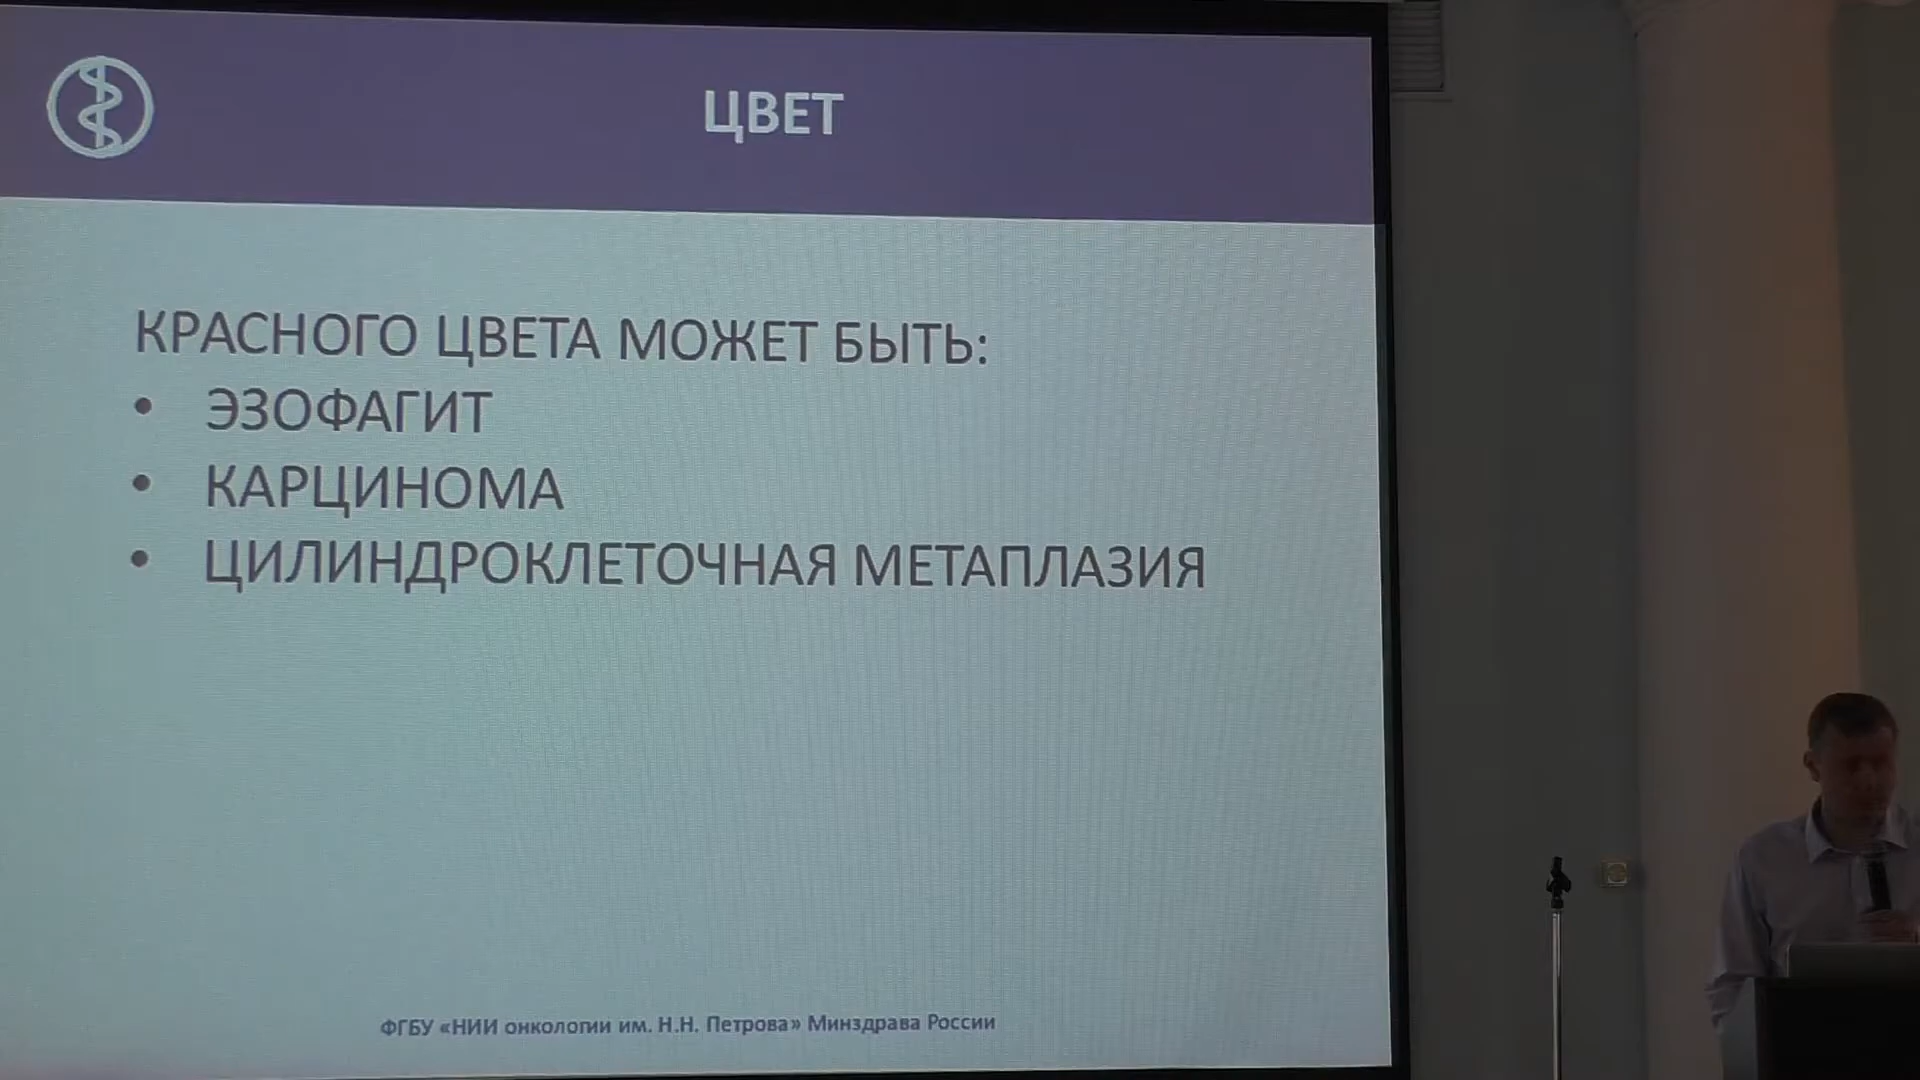 ЦВЕТ
КРАСНОГО ЦВЕТА МОЖЕТ БЫТЬ:
• ЭЗОФАГИТ
• КАРЦИНОМА
• ЦИЛИНДРОКЛЕТОЧНАЯ МЕТАПЛАЗИЯ
ФГБУ «НИИ онкологии им. Н.Н. Петрова» Минздрава России